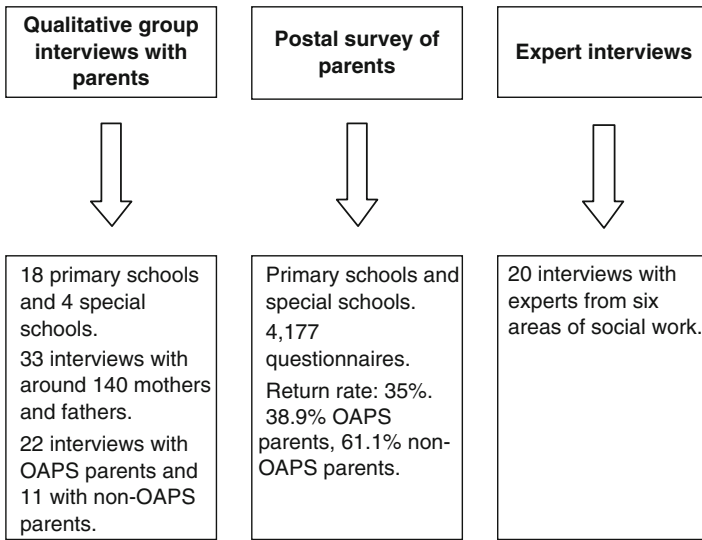 Qualitative group
interviews with
parents
Postal survey of
parents
Expert interviews
18 primary schools
and 4 special
schools.
33 interviews with
around 140 mothers
and fathers.
22 interviews with
OAPS parents and
11 with non-OAPS
parents.
Primary schools and
special schools.
4,177
questionnaires.
Return rate: 35%.
38.9% OAPS
parents, 61.1% non-
OAPS parents.
20 interviews with
experts from six
areas of social work.